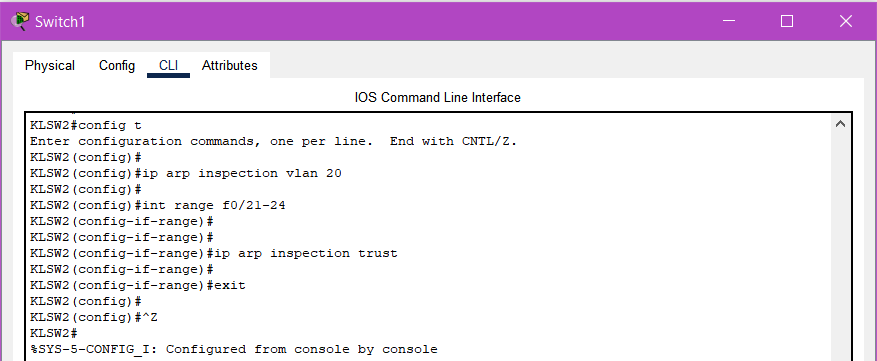 Switch1
Physical Config CLI Attributes
IOS Command Line Interface
KLSW2#config t
Enter configuration commands, one per line.  End with CNTL/Z.
KLSW2(config)#
KLSW2(config)#ip arp inspection vlan 20
KLSW2(config)#
KLSW2(config)#int range f0/21-24
KLSW2(config-if-range)#
KLSW2(config-if-range)#
KLSW2(config-if-range)#ip arp inspection trust
KLSW2(config-if-range)#
KLSW2(config-if-range)#exit
KLSW2(config)#
KLSW2(config)#^Z
KLSW2#
%SYS-5-CONFIG_I: Configured from console by console